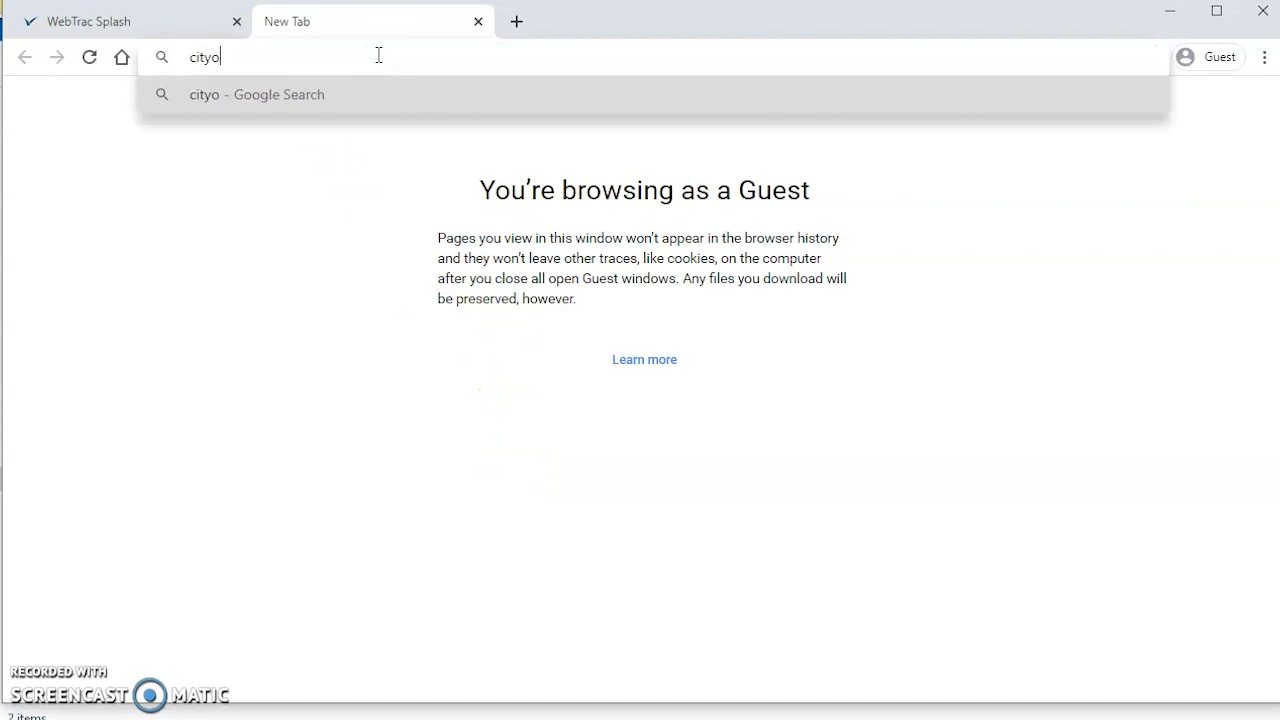 WebTrac Splash
New Tab
cityo
Guest
cityo - Google Search
You're browsing as a Guest
Pages you view in this window won't appear in the browser history
and they won't leave other traces, like cookies, on the computer
after you close all open Guest windows. Any files you download will
be preserved, however.
Learn more
RECORDED WITH
SCREENCAST MATIC
2 items